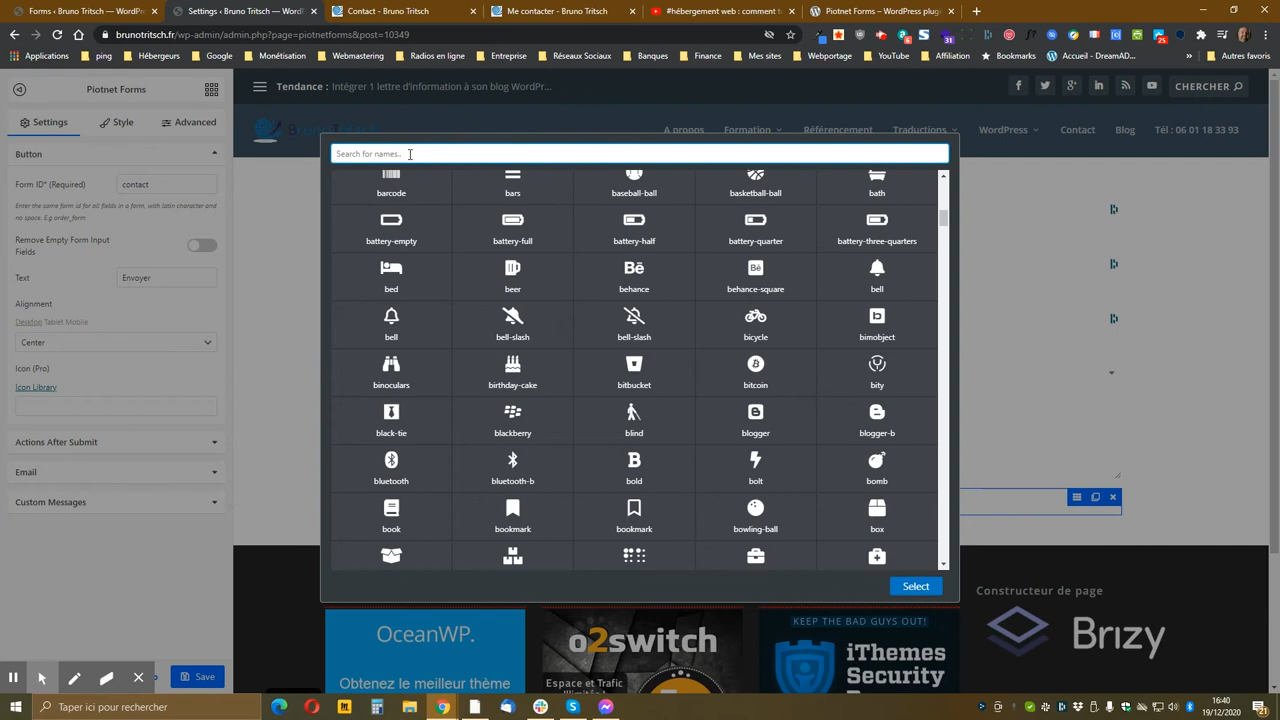 Réglages ‹ Bruno Tritsch — WordP
Settings ‹ Bruno Tritsch — WordP
Contact - Bruno Tritsch
Me contacter - Bruno Tritsch
#hébergement web : 1
Piotnet Forms – WordPress plug
brunotritsch.fr/wp-admin/admin.php?page=piotnetforms&post=10349
Applications
ping
Hébergeurs
Google
Webmastering
Radios en ligne
Entreprise
Réseaux Sociaux
Banques
Finance
Mes sites
Webportage
YouTube
Affiliation
Bookmarks
Accueil – DreamAD...
Autres favoris
Piotnet Forms
Settings
Style
Advanced
Button
Form ID* (Required)
contact
Enter the same form id for all fields in a form, with latin character and
no space. E.g order_form
Remove Empty Form Input
Fields
Text
Envoyer
Alignment
Desktop Tablet Mobile
Center
Icon (Pro)
Icon Library
Actions After Submit
Email
Custom Messages
Save
Tendance :
Intégrer 1 lettre d'information à son blog WordPr...
CHERCHER
A propos
Formation
Référencement
Traductions
WordPress
Contact
Blog
Tél : 06 01 18 33 93
Search for names..
barcode
bars
baseball-ball
basketball-ball
bath
battery-empty
battery-full
battery-half
battery-quarter
battery-three-quarters
bed
beer
behance
behance-square
bell
bell
bell-slash
bell-slash
bicycle
bimobject
binoculars
birthday-cake
bitbucket
bitcoin
bity
black-tie
blackberry
blind
blogger
blogger-b
bluetooth
bluetooth-b
bold
bolt
bomb
book
bookmark
bookmark
bowling-ball
box
Select
Constructeur de page
Brizy
OceanWP.
Obtenez le meilleur thème
o2switch
Espace et Trafic
KEEP THE BAD GUYS OUT!
iThemes
Security
Taper ici pour rechercher
16:40
19/12/2020